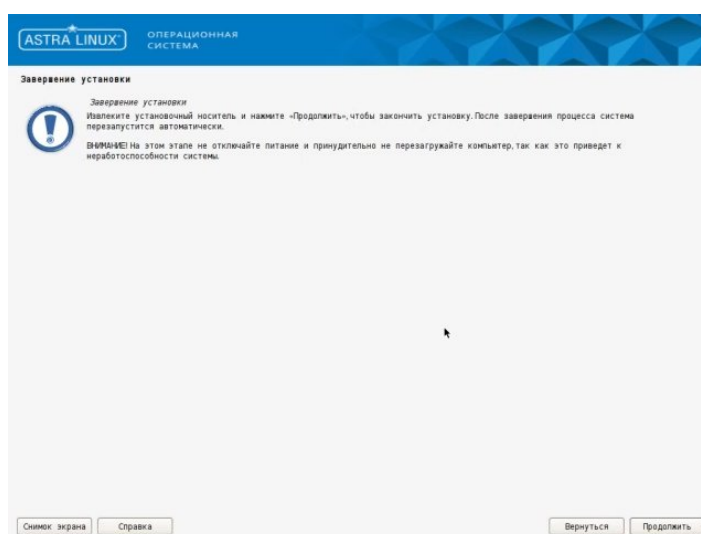 ASTRA LINUX®
ОПЕРАЦИОННАЯ
СИСТЕМА
Завершение установки
Завершение установки
Извлеките установочный носитель и нажмите «Продолжить», чтобы закончить установку. После завершения процесса система
перезапустится автоматически.
ВНИМАНИЕ! На этом этапе не отключайте питание и принудительно не перезагружайте компьютер, так как это приведет к
неработоспособности системы.
Снимок экрана
Справка
Вернуться
Продолжить